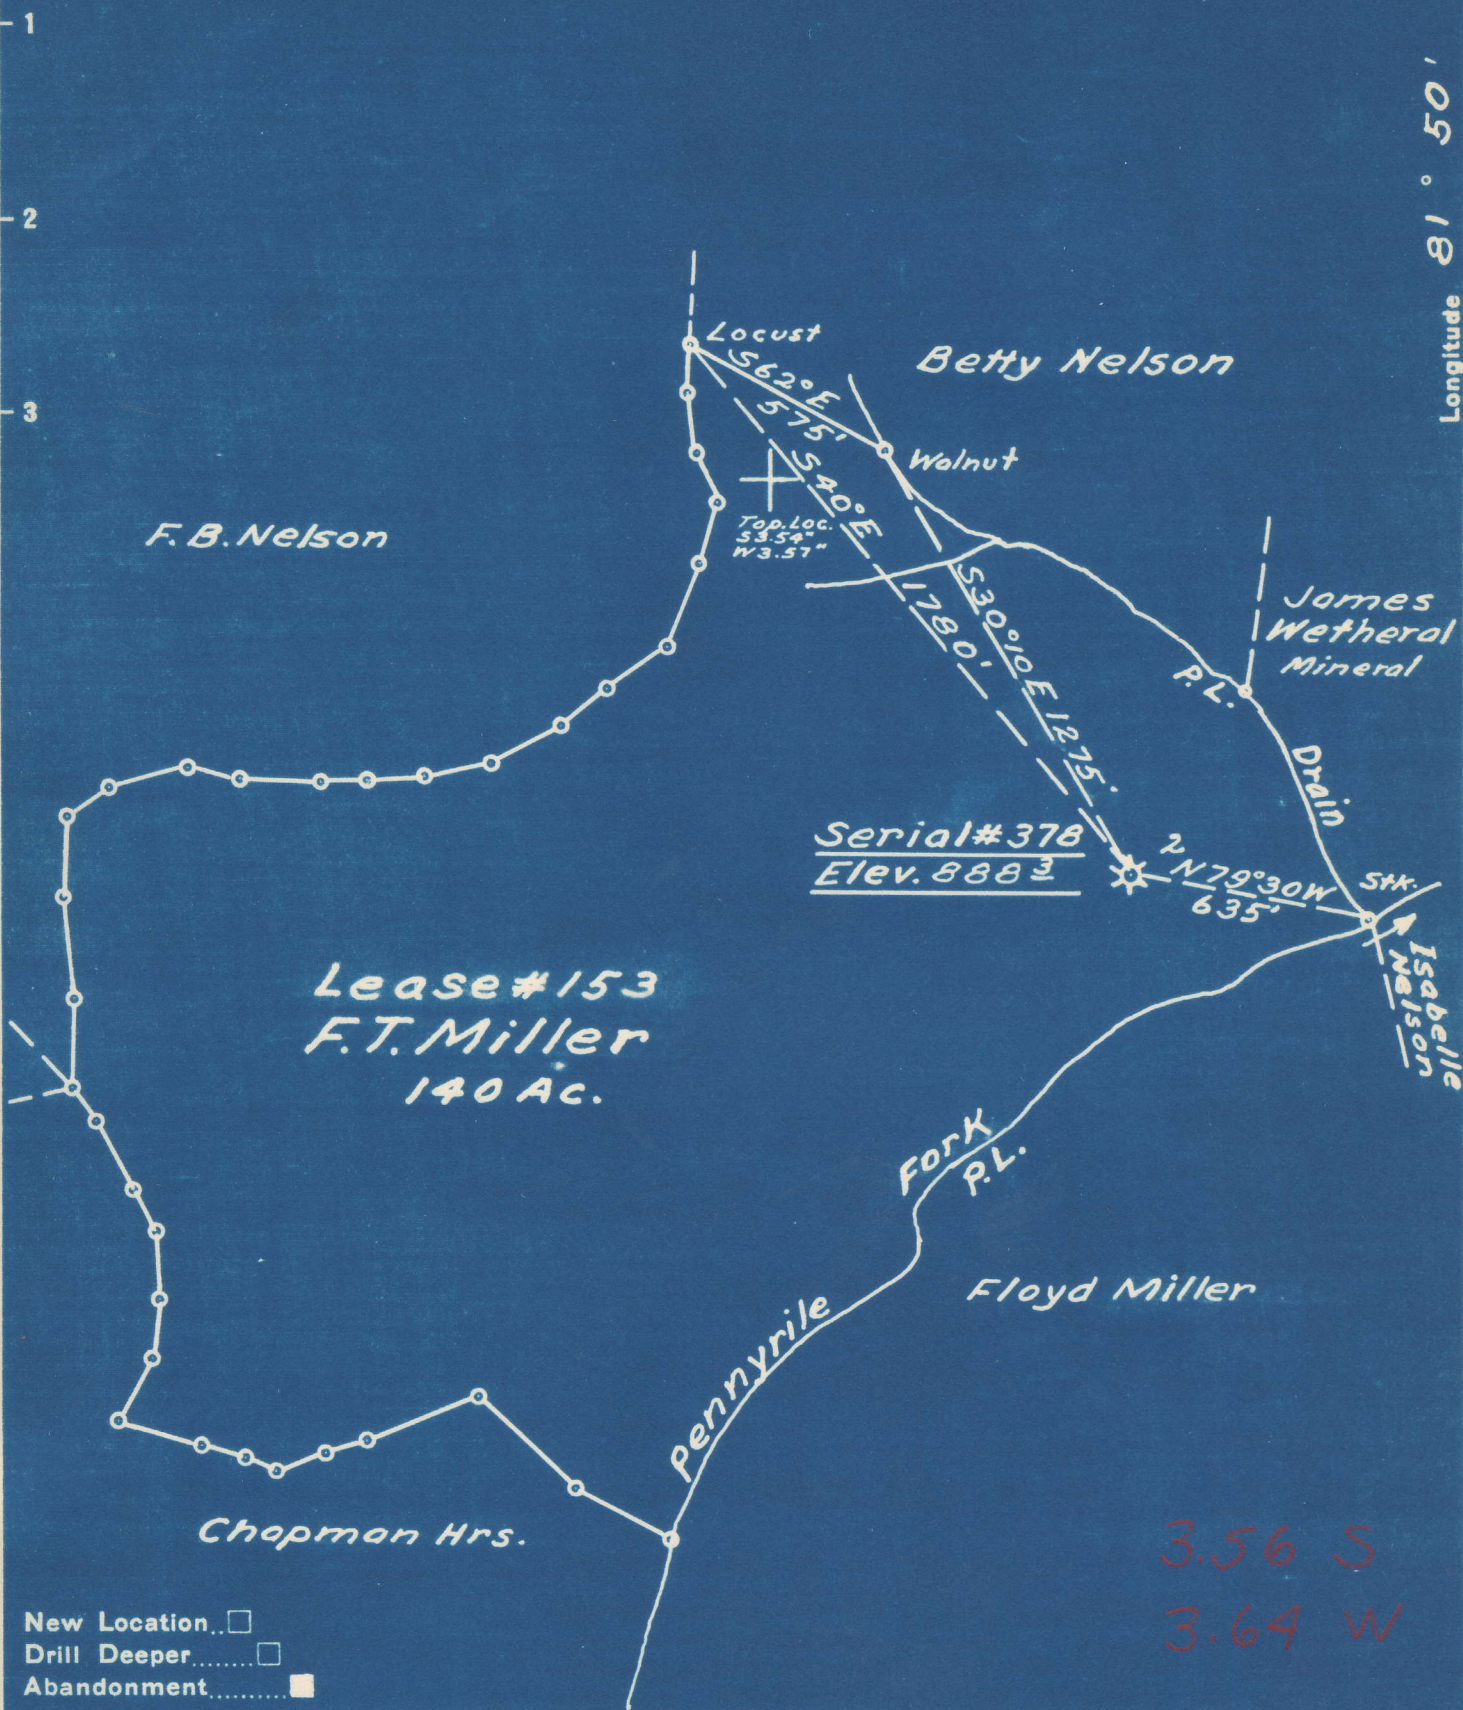 1
2
3
Longitude 81° 50'
Locust
S62°E
575'
Betty Nelson
Walnut
S40°E
1780'
Top. Loc.
S3.54"
W3.57"
F.B. Nelson
S30°10E 1275'
James
Wetheral
Mineral
P.L.
Drain
Serial#378
Elev. 888 3
2
N79°30W
635'
Stk.
Isabelle
Nelson
Lease#153
F.T. Miller
140 Ac.
Fork
P.L.
Pennyrile
Floyd Miller
Chapman Hrs.
3.56 S
3.64 W
New Location..
Drill Deeper.......
Abandonment..........